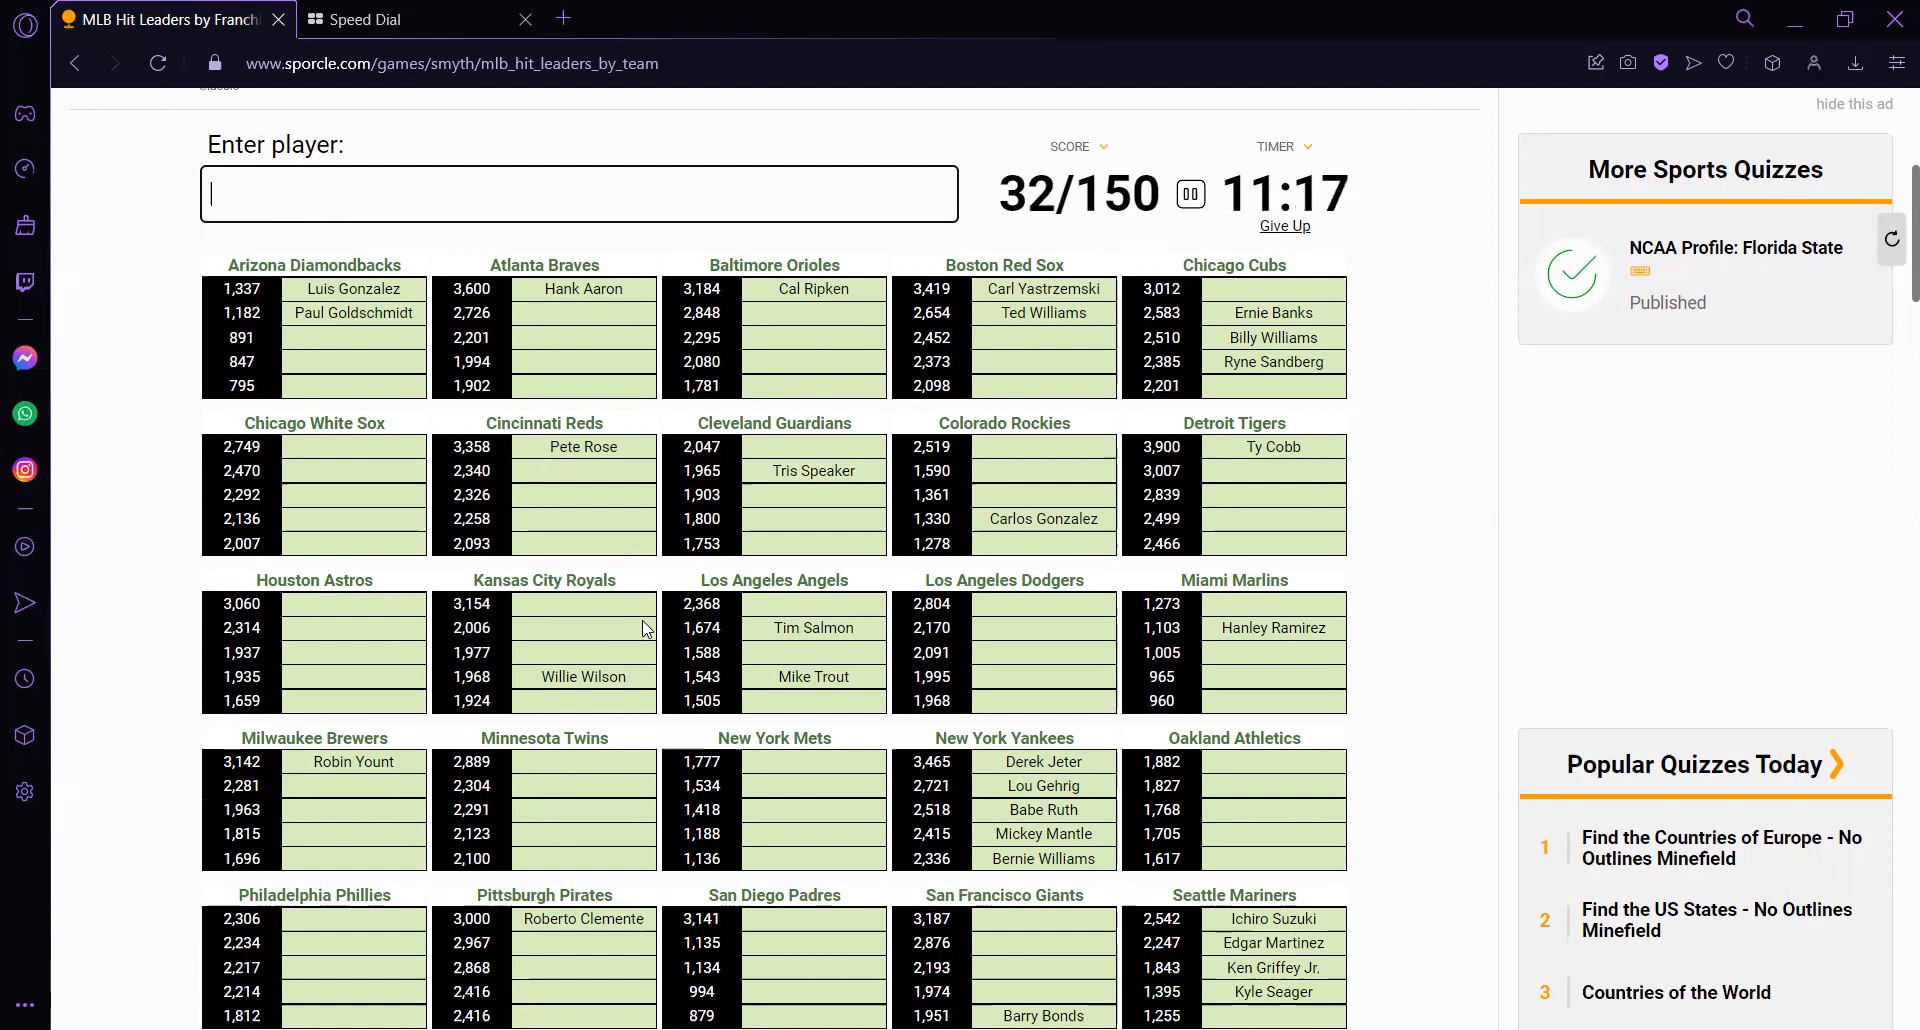 MLB Hit Leaders by Franchi
Speed Dial
www.sporcle.com/games/smyth/mlb_hit_leaders_by_team
hide this ad
Enter player:
SCORE
TIMER
32/150
11:17
Give Up
More Sports Quizzes
NCAA Profile: Florida State
Published
Arizona Diamondbacks
1,337 Luis Gonzalez
1,182 Paul Goldschmidt
891
847
795
Atlanta Braves
3,600 Hank Aaron
2,726
2,201
1,994
1,902
Baltimore Orioles
3,184 Cal Ripken
2,848
2,295
2,080
1,781
Boston Red Sox
3,419 Carl Yastrzemski
2,654 Ted Williams
2,452
2,373
2,098
Chicago Cubs
3,012
2,583 Ernie Banks
2,510 Billy Williams
2,385 Ryne Sandberg
2,201
Chicago White Sox
2,749
2,470
2,292
2,136
2,007
Cincinnati Reds
3,358 Pete Rose
2,340
2,326
2,258
2,093
Cleveland Guardians
2,047
1,965 Tris Speaker
1,903
1,800
1,753
Colorado Rockies
2,519
1,590
1,361
1,330 Carlos Gonzalez
1,278
Detroit Tigers
3,900 Ty Cobb
3,007
2,839
2,499
2,466
Houston Astros
3,060
2,314
1,937
1,935
1,659
Kansas City Royals
3,154
2,006
1,977
1,968 Willie Wilson
1,924
Los Angeles Angels
2,368
1,674 Tim Salmon
1,588
1,543 Mike Trout
1,505
Los Angeles Dodgers
2,804
2,170
2,091
1,995
1,968
Miami Marlins
1,273
1,103 Hanley Ramirez
1,005
965
960
Milwaukee Brewers
3,142 Robin Yount
2,281
1,963
1,815
1,696
Minnesota Twins
2,889
2,304
2,291
2,123
2,100
New York Mets
1,777
1,534
1,418
1,188
1,136
New York Yankees
3,465 Derek Jeter
2,721 Lou Gehrig
2,518 Babe Ruth
2,415 Mickey Mantle
2,336 Bernie Williams
Oakland Athletics
1,882
1,827
1,768
1,705
1,617
Philadelphia Phillies
2,306
2,234
2,217
2,214
1,812
Pittsburgh Pirates
3,000 Roberto Clemente
2,967
2,868
2,416
2,416
San Diego Padres
3,141
1,135
1,134
994
879
San Francisco Giants
3,187
2,876
2,193
1,974
1,951 Barry Bonds
Seattle Mariners
2,542 Ichiro Suzuki
2,247 Edgar Martinez
1,843 Ken Griffey Jr.
1,395 Kyle Seager
1,255
Popular Quizzes Today
1 Find the Countries of Europe - No
Outlines Minefield
2 Find the US States - No Outlines
Minefield
3 Countries of the World